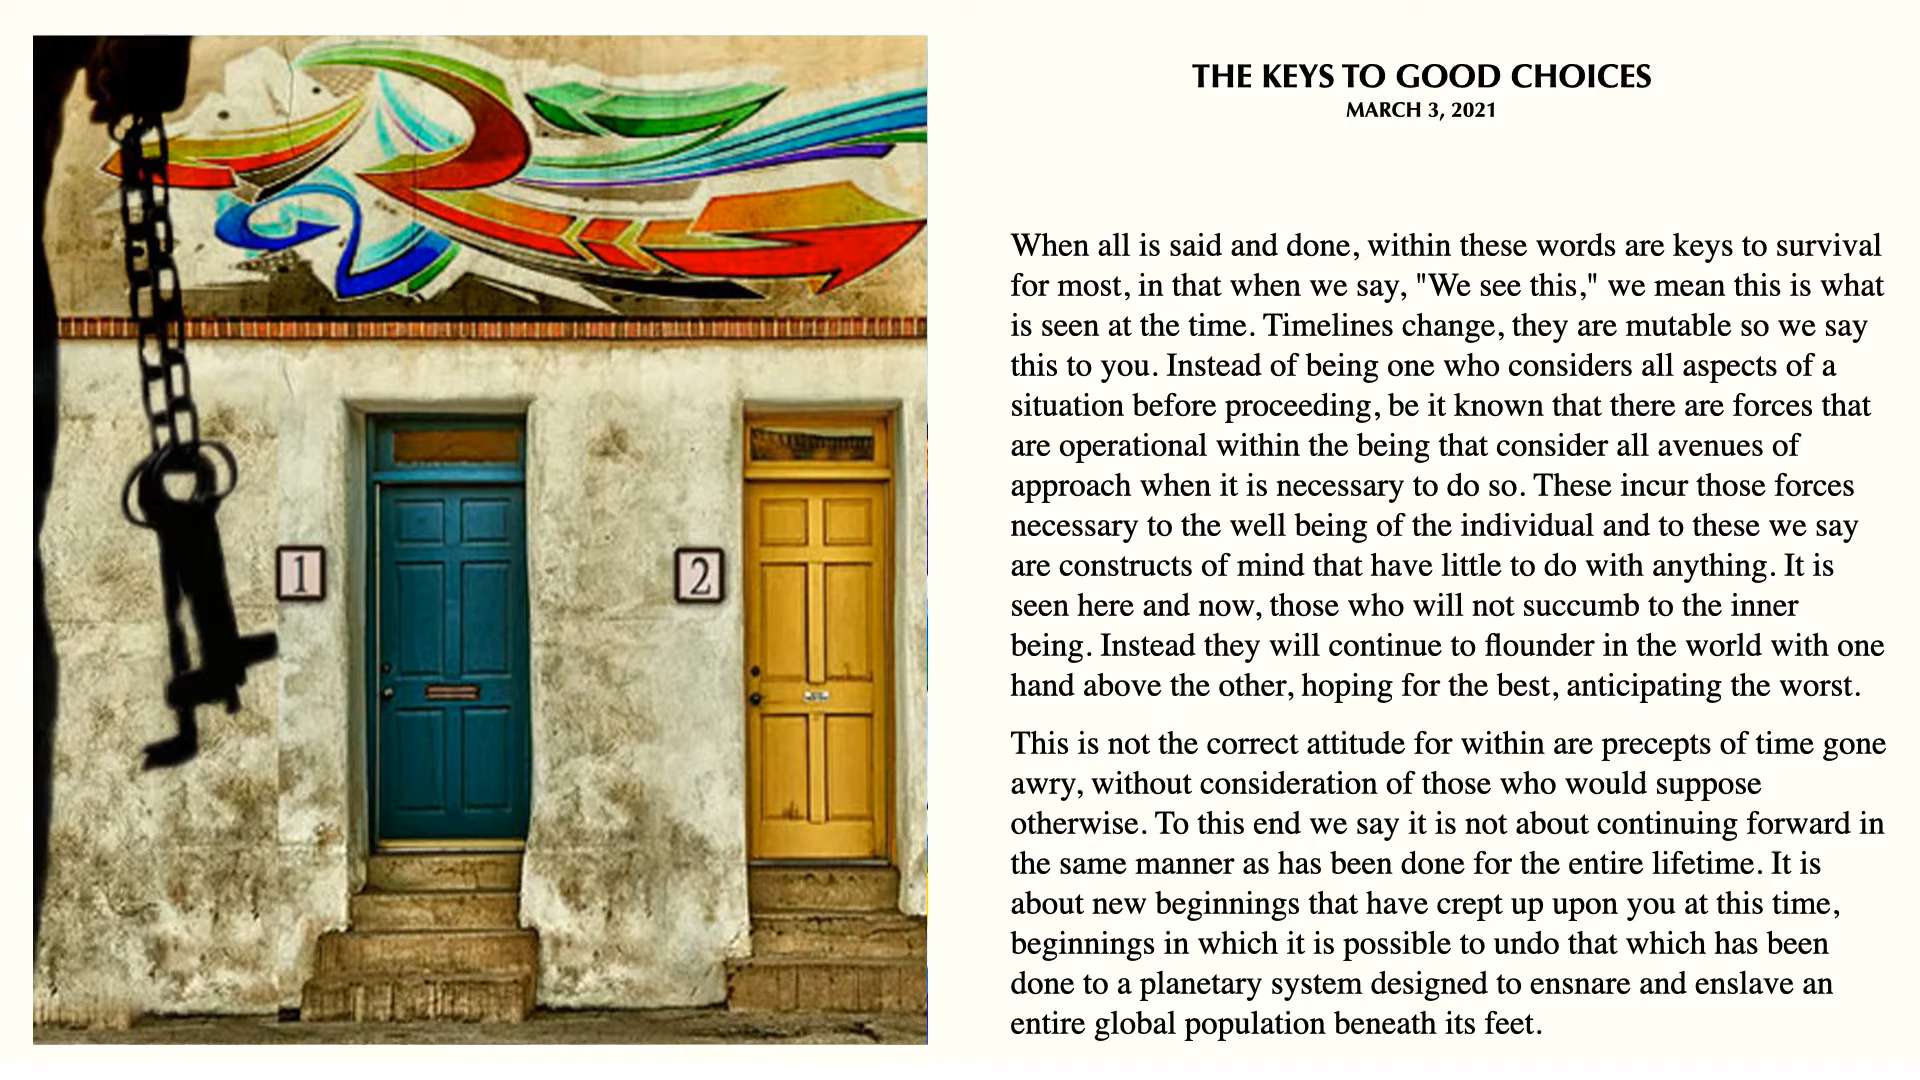 THE KEYS TO GOOD CHOICES
MARCH 3, 2021
When all is said and done, within these words are keys to survival
for most, in that when we say, "We see this," we mean this is what
is seen at the time. Timelines change, they are mutable so we say
this to you. Instead of being one who considers all aspects of a
situation before proceeding, be it known that there are forces that
are operational within the being that consider all avenues of
approach when it is necessary to do so. These incur those forces
necessary to the well being of the individual and to these we say
are constructs of mind that have little to do with anything. It is
seen here and now, those who will not succumb to the inner
being. Instead they will continue to flounder in the world with one
hand above the other, hoping for the best, anticipating the worst.
This is not the correct attitude for within are precepts of time gone
awry, without consideration of those who would suppose
otherwise. To this end we say it is not about continuing forward in
the same manner as has been done for the entire lifetime. It is
about new beginnings that have crept up upon you at this time,
beginnings in which it is possible to undo that which has been
done to a planetary system designed to ensnare and enslave an
entire global population beneath its feet.
1
2